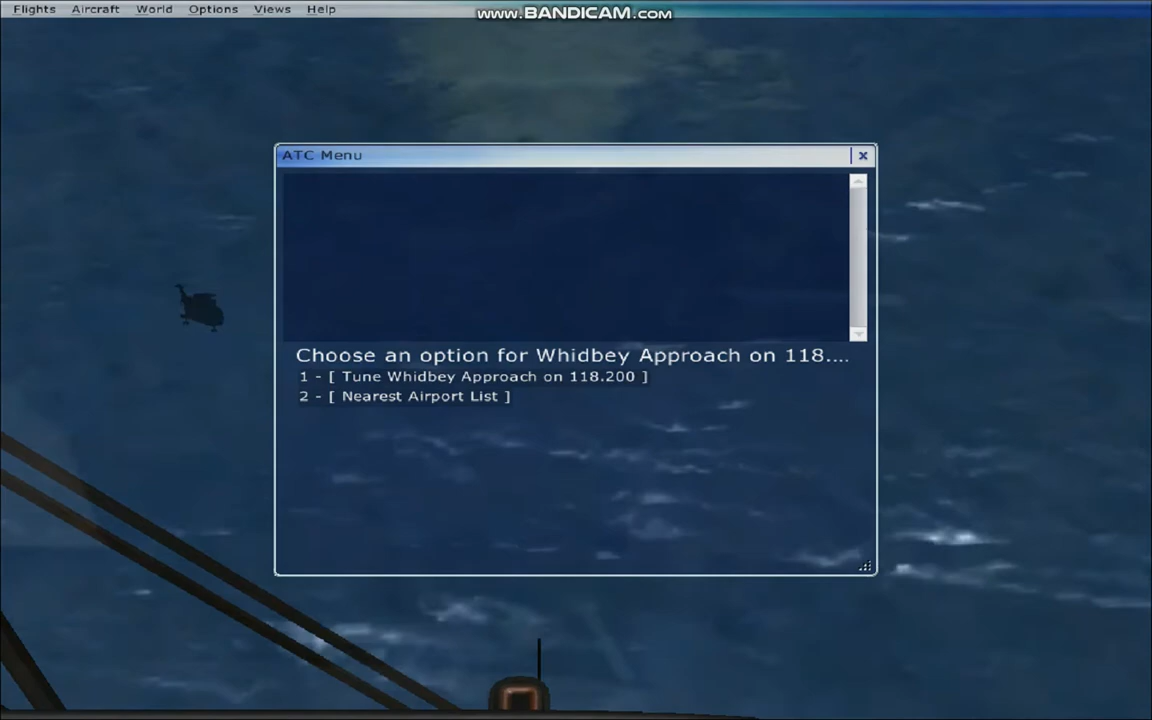 Flights Aircraft World Options Views Help
www.BANDICAM.COM
ATC Menu
Choose an option for Whidbey Approach on 118....
1 - [ Tune Whidbey Approach on 118.200 ]
2 - [ Nearest Airport List ]